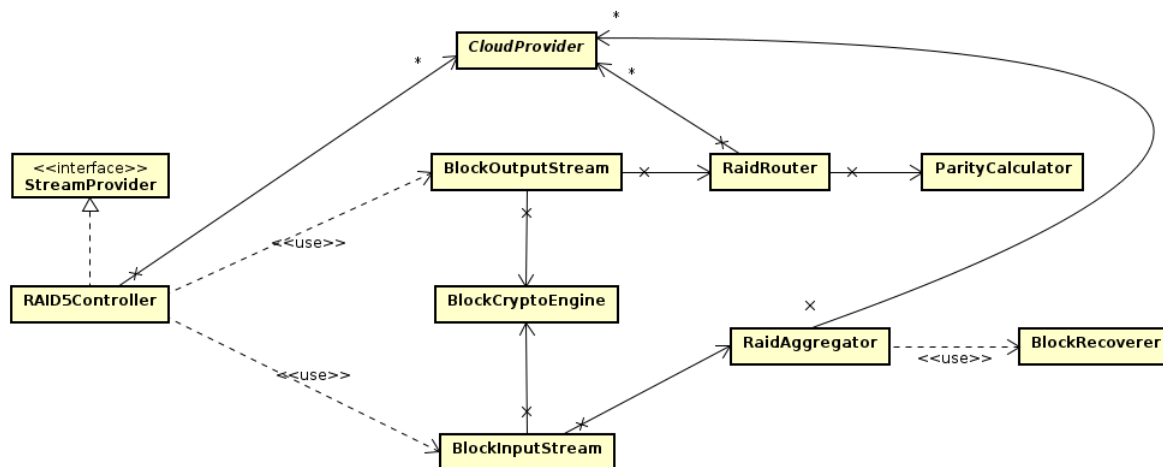 *
CloudProvider
*
*
<<interface>>
StreamProvider
BlockOutputStream
RaidRouter
ParityCalculator
<<use>>
RAID5Controller
BlockCryptoEngine
RaidAggregator
BlockRecoverer
<<use>>
<<use>>
BlockInputStream